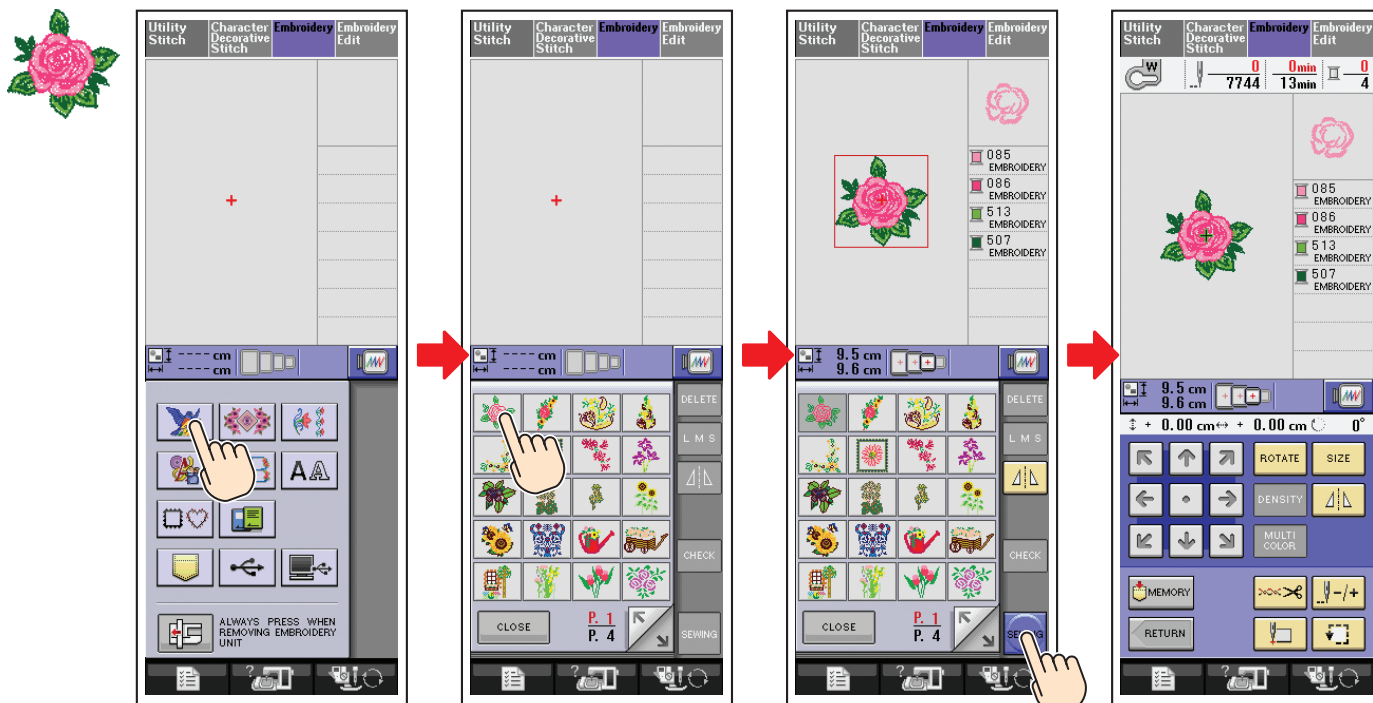 Utility
Stitch
Character
Decorative
Stitch
Embroidery
Embroidery
Edit
- - - - cm
- - - - cm
AA
ALWAYS PRESS WHEN
REMOVING EMBROIDERY
UNIT
?
Utility
Stitch
Character
Decorative
Stitch
Embroidery
Embroidery
Edit
- - - - cm
- - - - cm
DELETE
L M S
CHECK
CLOSE
P. 1
P. 4
SEWING
?
Utility
Stitch
Character
Decorative
Stitch
Embroidery
Embroidery
Edit
085
EMBROIDERY
086
EMBROIDERY
513
EMBROIDERY
507
EMBROIDERY
9.5 cm
9.6 cm
DELETE
L M S
CHECK
CLOSE
P. 1
P. 4
?
Utility
Stitch
Character
Decorative
Stitch
Embroidery
Embroidery
Edit
W
0
7744
0min
13min
0
4
085
EMBROIDERY
086
EMBROIDERY
513
EMBROIDERY
507
EMBROIDERY
9.5 cm
9.6 cm
+ 0.00 cm + 0.00 cm 0°
ROTATE
SIZE
DENSITY
MULTI
COLOR
MEMORY
-/+
RETURN
?